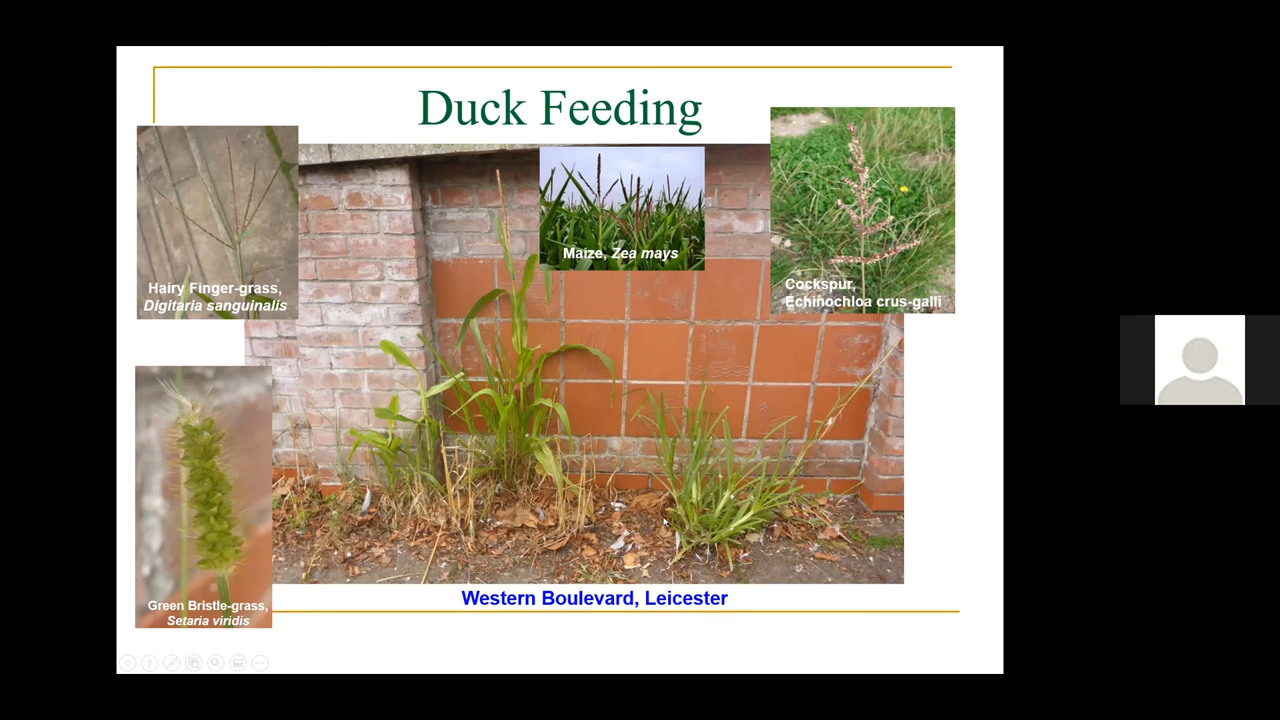 Duck Feeding
Hairy Finger-grass,
Digitaria sanguinalis
Maize, Zea mays
Cockspur,
Echinochloa crus-galli
Green Bristle-grass,
Setaria viridis
Western Boulevard, Leicester